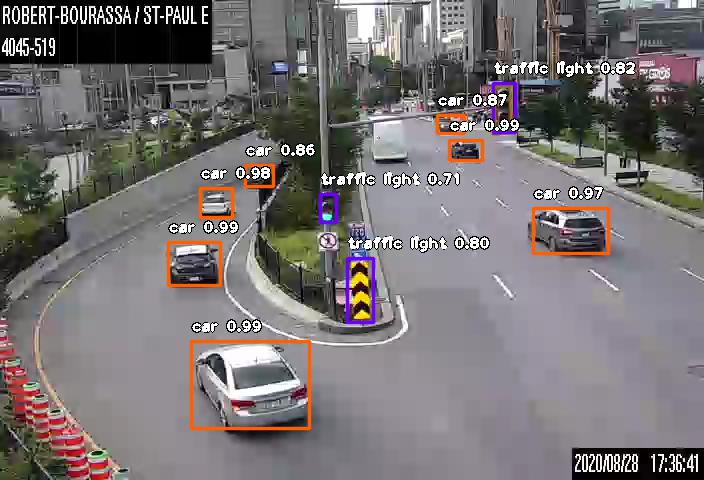 ROBERT-BOURASSA / ST-PAUL E
4045-519
traffic light 0.82
car 0.87
car 0.99
car 0.86
car 0.98
traffic light 0.71
car 0.97
car 0.99
traffic light 0.80
car 0.99
2020/08/28 17:36:41